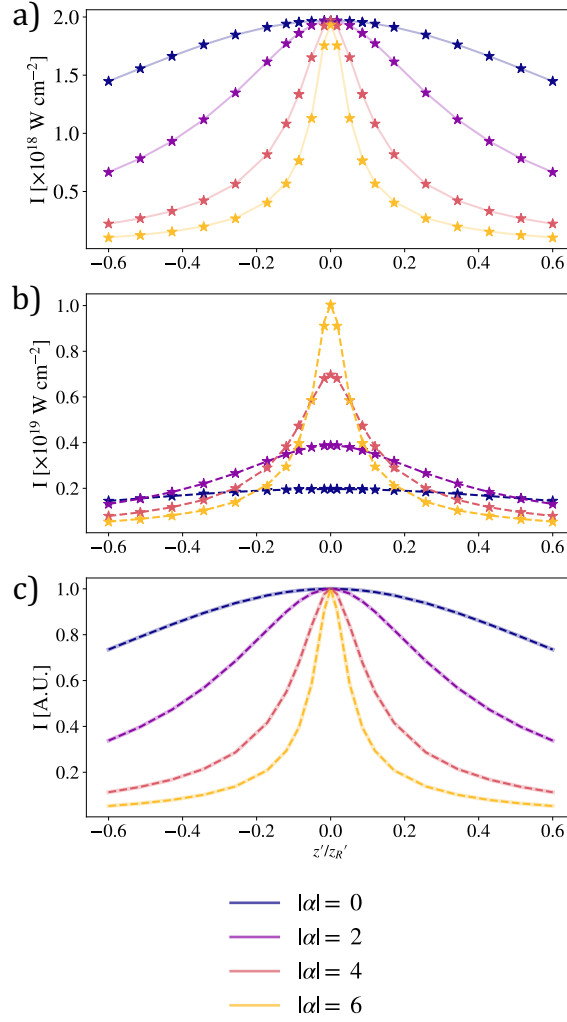 a)
I [×10¹⁸ W cm⁻²]
2.0
1.5
1.0
0.5
−0.6 −0.4 −0.2 0.0 0.2 0.4 0.6
b)
I [×10¹⁹ W cm⁻²]
1.0
0.8
0.6
0.4
0.2
−0.6 −0.4 −0.2 0.0 0.2 0.4 0.6
c)
I [A.U.]
1.0
0.8
0.6
0.4
0.2
−0.6 −0.4 −0.2 0.0 0.2 0.4 0.6
z'/z_R'
|α| = 0
|α| = 2
|α| = 4
|α| = 6